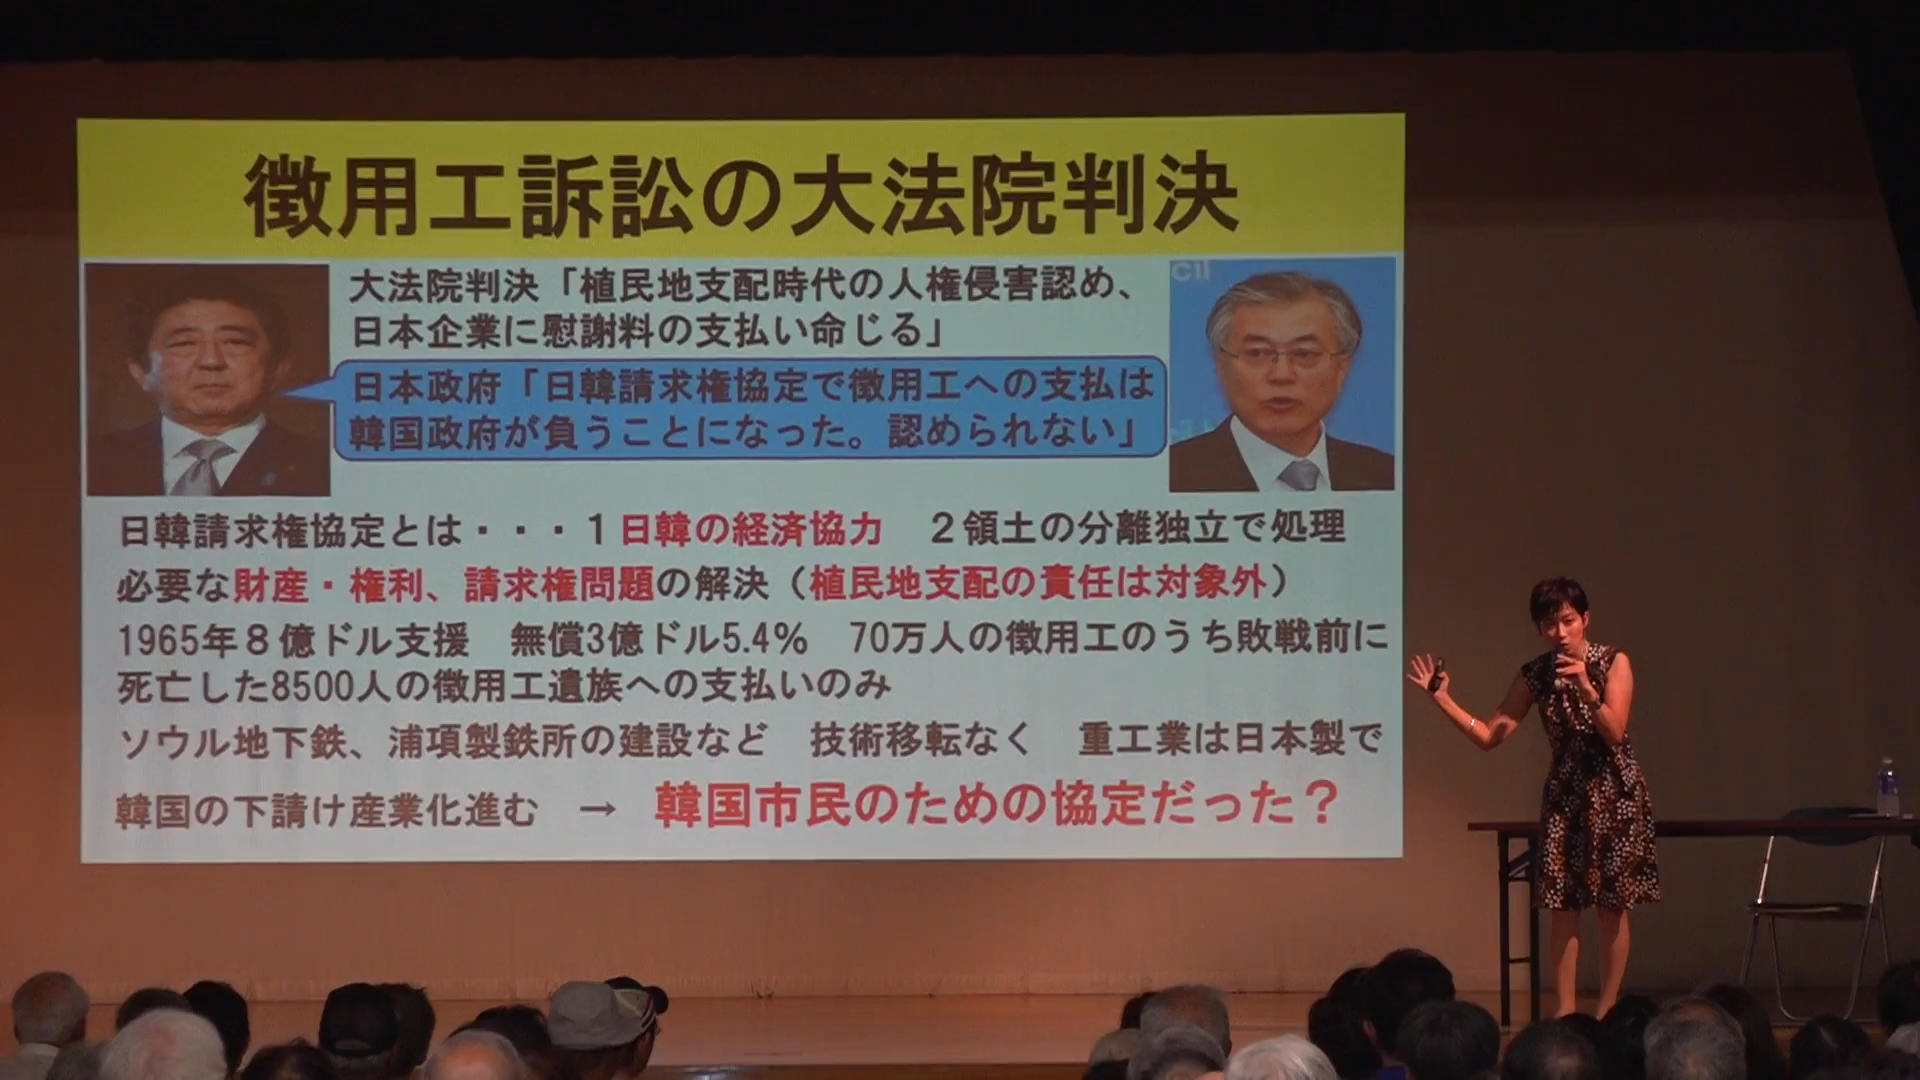 徴用工訴訟の大法院判決
大法院判決「植民地支配時代の人権侵害認め、
日本企業に慰謝料の支払い命じる」
日本政府「日韓請求権協定で徴用工への支払は
韓国政府が負うことになった。認められない」
日韓請求権協定とは・・・１日韓の経済協力　２領土の分離独立で処理
必要な財産・権利、請求権問題の解決（植民地支配の責任は対象外）
1965年８億ドル支援　無償3億ドル5.4％　70万人の徴用工のうち敗戦前に
死亡した8500人の徴用工遺族への支払いのみ
ソウル地下鉄、浦項製鉄所の建設など　技術移転なく　重工業は日本製で
韓国の下請け産業化進む　→　韓国市民のための協定だった？